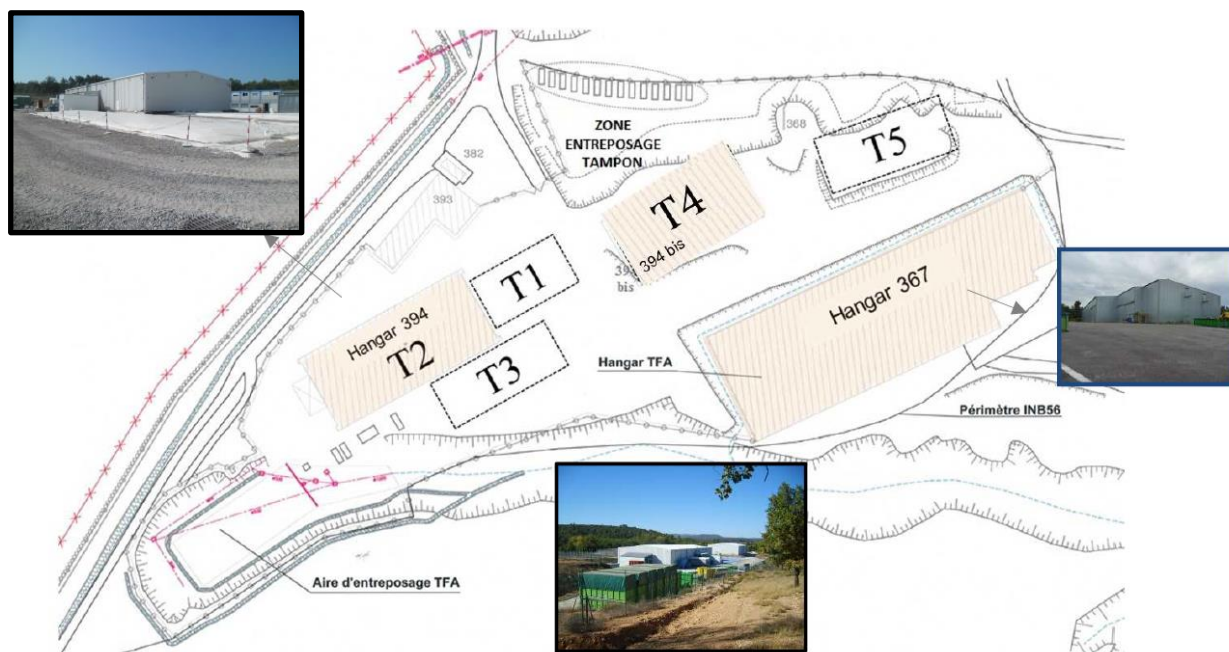 382
393
ZONE
ENTREPOSAGE
TAMPON
368
T5
T4
394 bis
bis
T1
Hangar 394
T2
T3
Hangar 367
Hangar TFA
Périmètre INB56
Aire d'entreposage TFA